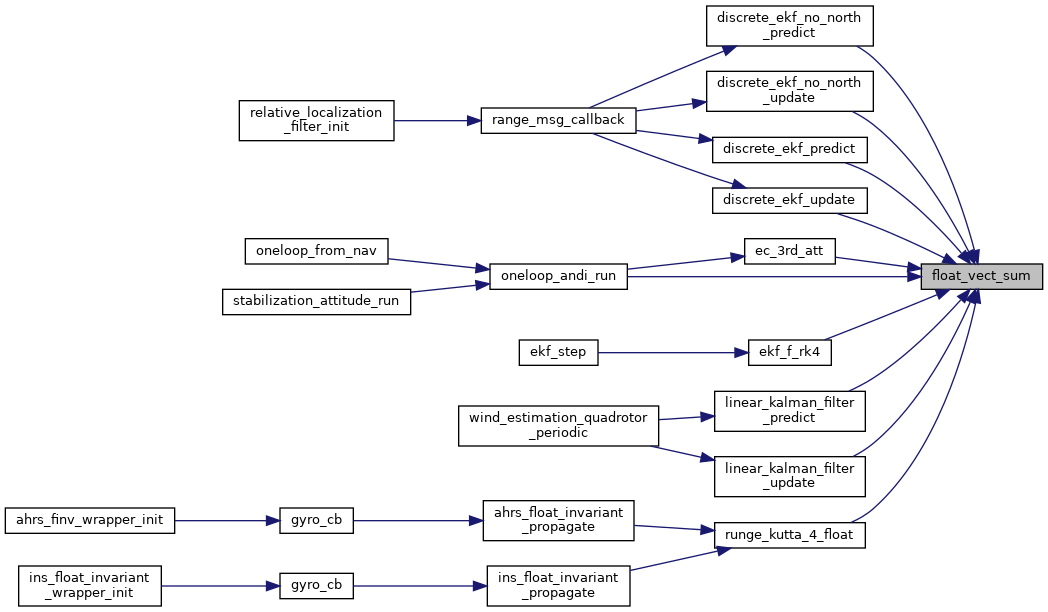 discrete_ekf_no_north
_predict
discrete_ekf_no_north
_update
relative_localization
_filter_init
range_msg_callback
discrete_ekf_predict
discrete_ekf_update
oneloop_from_nav
ec_3rd_att
oneloop_andi_run
float_vect_sum
stabilization_attitude_run
ekf_step
ekf_f_rk4
linear_kalman_filter
_predict
wind_estimation_quadrotor
_periodic
linear_kalman_filter
_update
ahrs_finv_wrapper_init
gyro_cb
ahrs_float_invariant
_propagate
runge_kutta_4_float
ins_float_invariant
_wrapper_init
gyro_cb
ins_float_invariant
_propagate